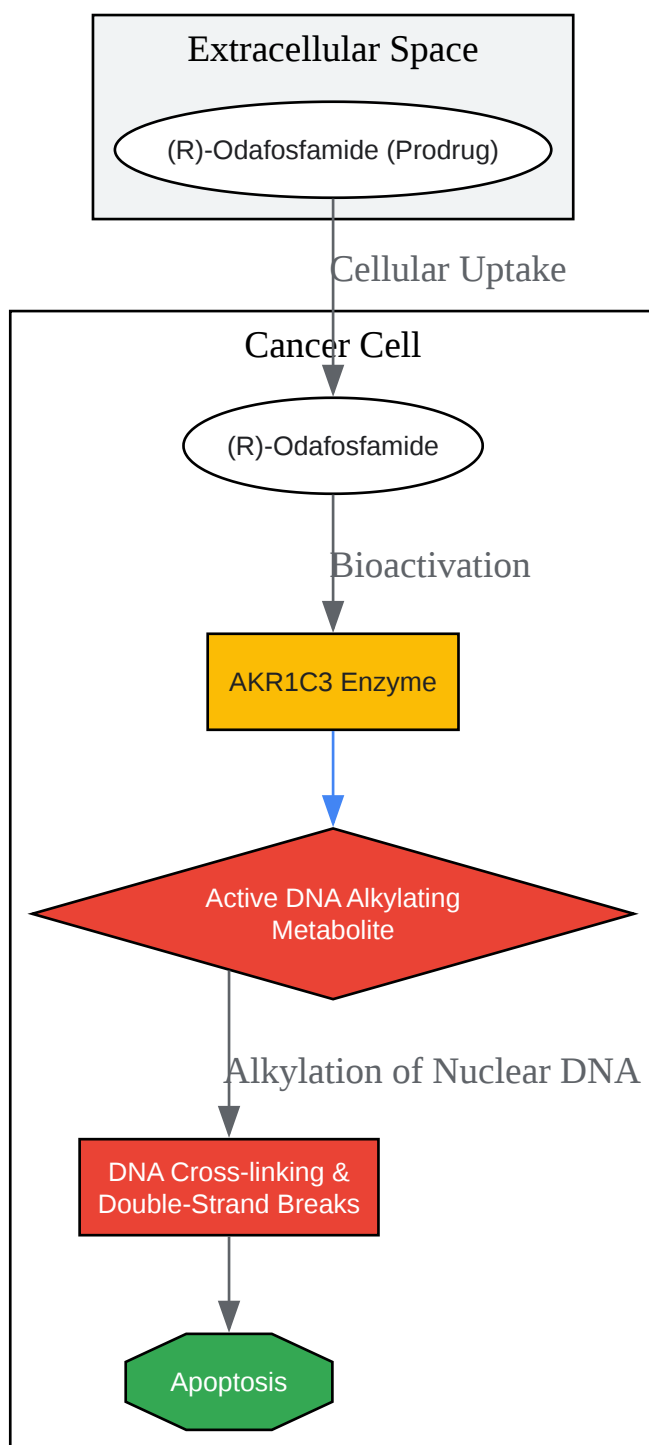 Extracellular Space
(R)-Odafosfamide (Prodrug)
Cellular Uptake
Cancer Cell
(R)-Odafosfamide
Bioactivation
AKR1C3 Enzyme
Active DNA Alkylating
Metabolite
Alkylation of Nuclear DNA
DNA Cross-linking &
Double-Strand Breaks
Apoptosis